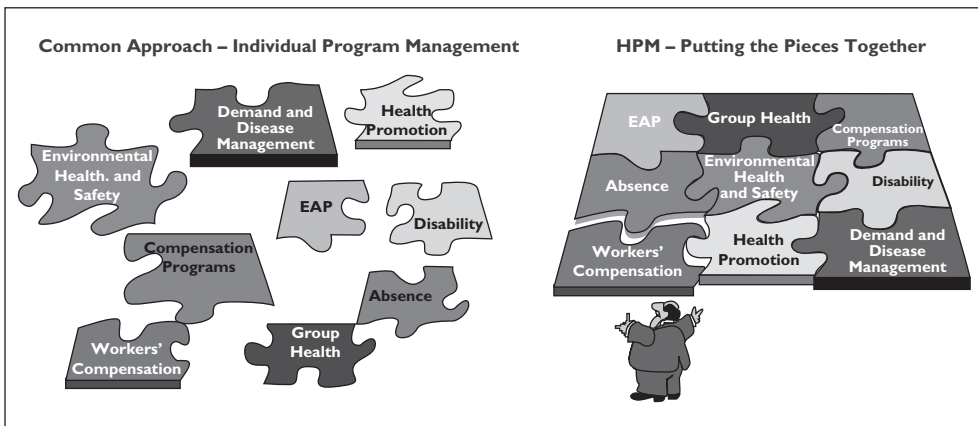 Common Approach – Individual Program Management
Demand and
Disease
Management
Health
Promotion
Environmental
Health. and
Safety
EAP
Disability
Compensation
Programs
Absence
Workers'
Compensation
Group
Health
HPM – Putting the Pieces Together
EAP
Group Health
Compensation
Programs
Absence
Environmental
Health
and Safety
Disability
Workers'
Compensation
Health
Promotion
Demand and
Disease
Management